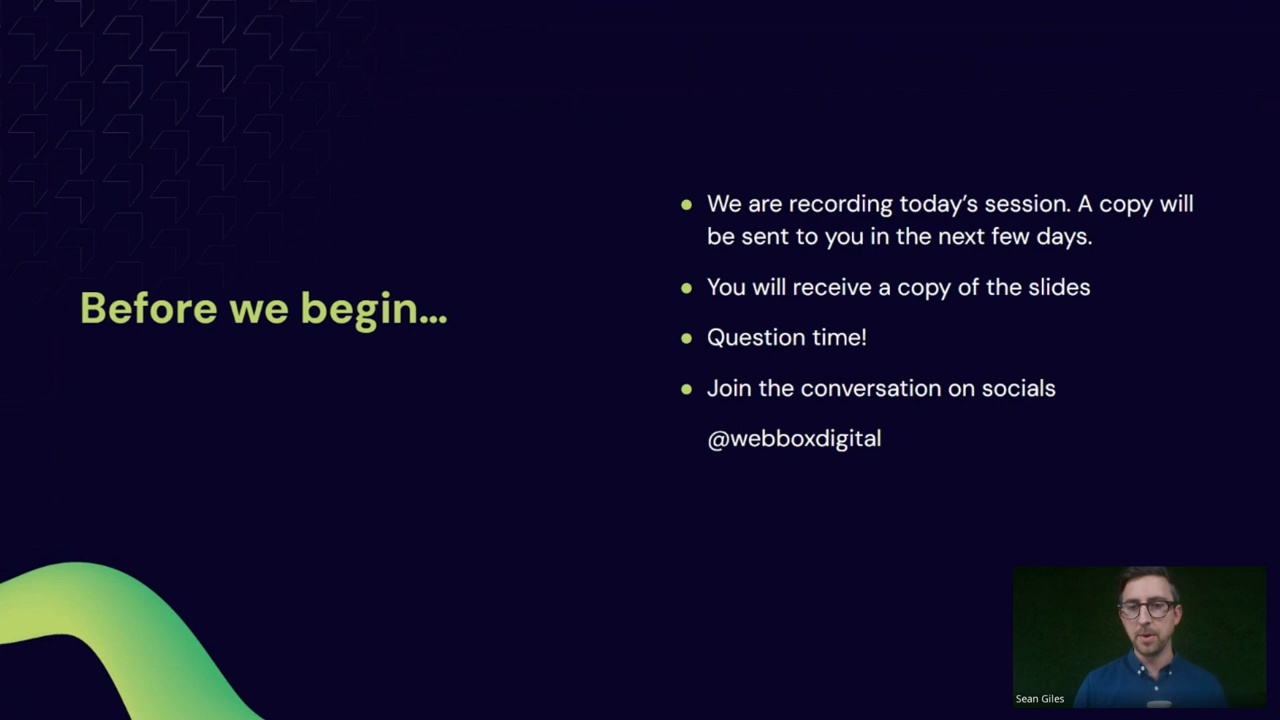 Before we begin...
We are recording today's session. A copy will
be sent to you in the next few days.
You will receive a copy of the slides
Question time!
Join the conversation on socials
@webboxdigital
Sean Giles